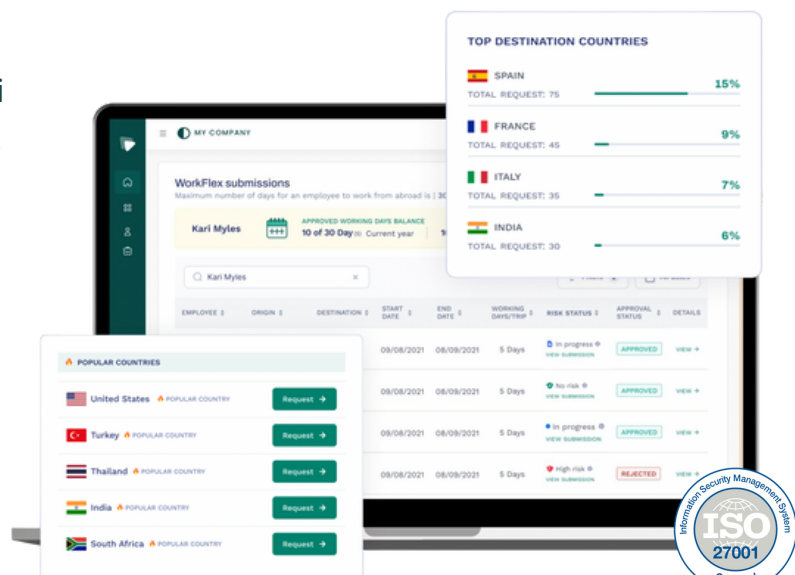 TOP DESTINATION COUNTRIES
SPAIN
15%
TOTAL REQUEST: 75
FRANCE
9%
TOTAL REQUEST: 45
ITALY
7%
TOTAL REQUEST: 35
INDIA
6%
TOTAL REQUEST: 30
MY COMPANY
WorkFlex submissions
Maximum number of days for an employee to work from abroad is | 30
Kari Myles
APPROVED WORKING DAYS BALANCE
10 of 30 Day Current year
Kari Myles ×
EMPLOYEE ORIGIN DESTINATION START DATE END DATE WORKING DAYS/TRIP RISK STATUS APPROVAL STATUS DETAILS
09/08/2021 08/09/2021 5 Days In progress APPROVED VIEW →
VIEW SUBMISSION
09/08/2021 08/09/2021 5 Days No risk APPROVED VIEW →
VIEW SUBMISSION
09/08/2021 08/09/2021 5 Days In progress APPROVED VIEW →
VIEW SUBMISSION
09/08/2021 08/09/2021 5 Days High risk REJECTED VIEW →
VIEW SUBMISSION
POPULAR COUNTRIES
United States POPULAR COUNTRY Request →
Turkey POPULAR COUNTRY Request →
Thailand POPULAR COUNTRY Request →
India POPULAR COUNTRY Request →
South Africa POPULAR COUNTRY Request →
Information Security Management System
ISO
27001